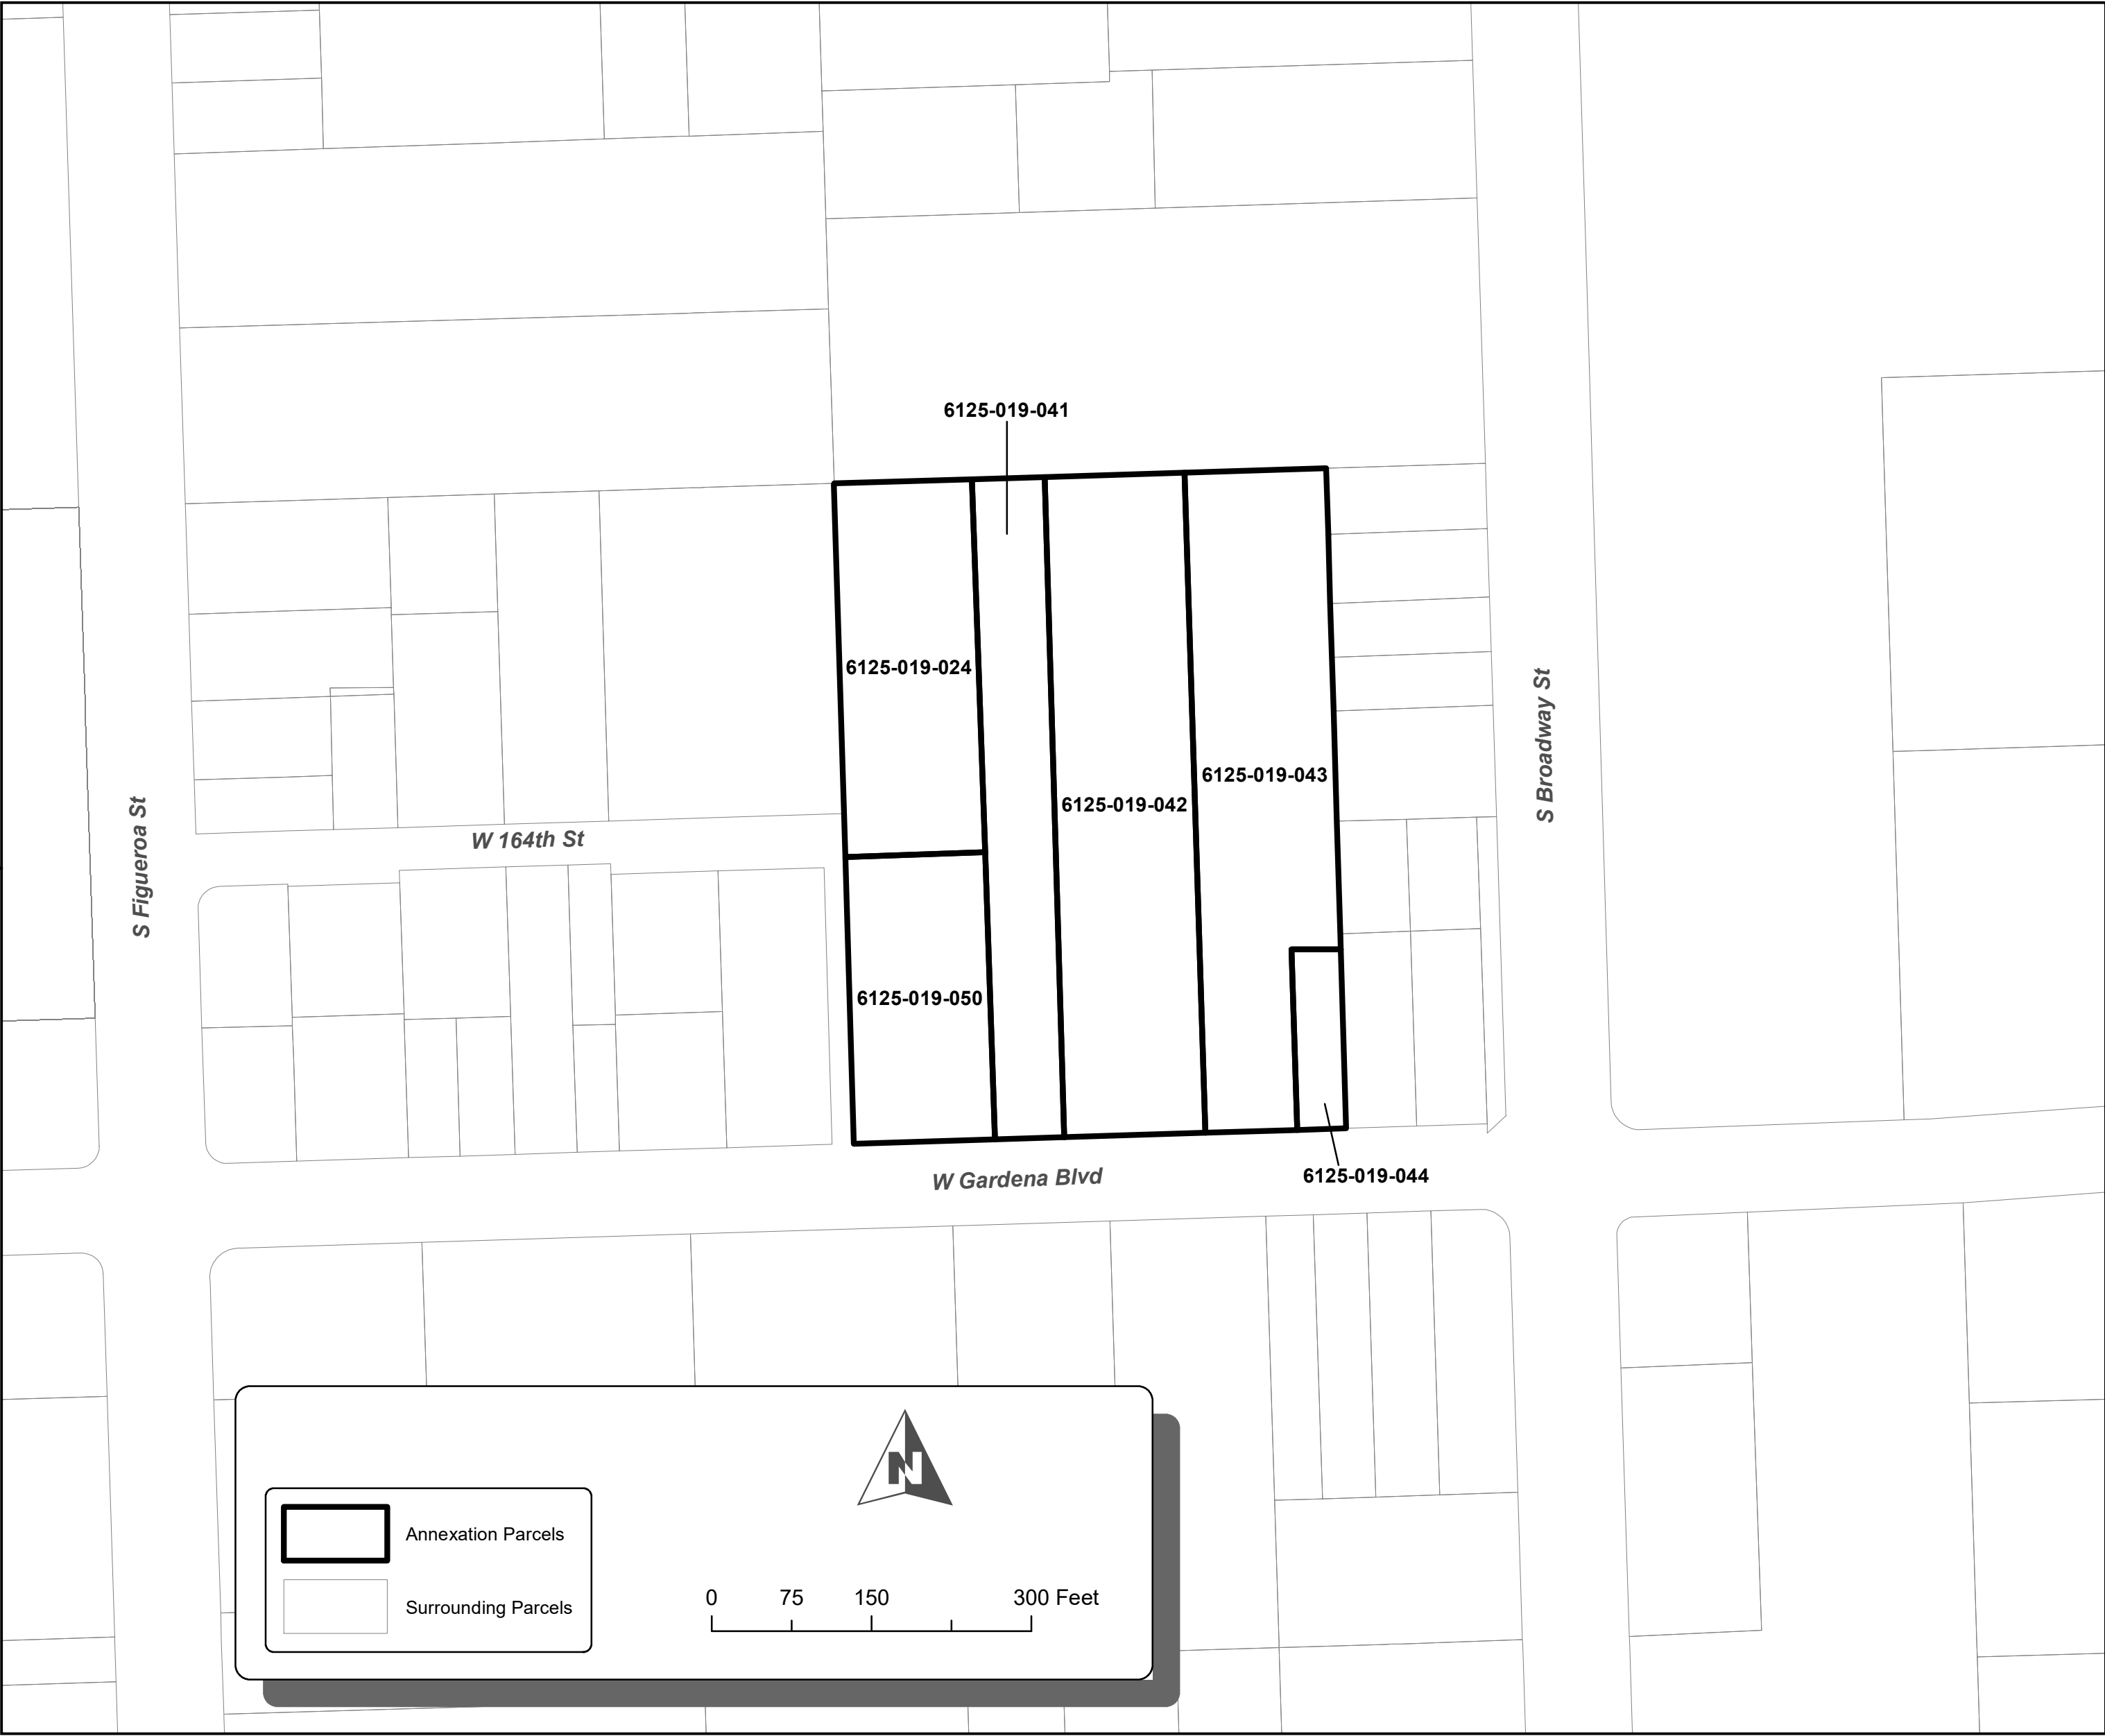 6125-019-041
6125-019-024
S Broadway St
6125-019-043
6125-019-042
S Figueroa St
W 164th St
6125-019-050
W Gardena Blvd
6125-019-044
N
Annexation Parcels
Surrounding Parcels
0 75 150 300 Feet